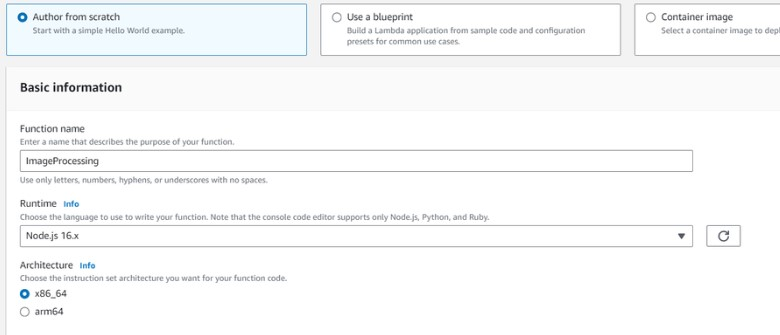 Author from scratch
Start with a simple Hello World example.
Use a blueprint
Build a Lambda application from sample code and configuration
presets for common use cases.
Container image
Select a container image to depl
Basic information
Function name
Enter a name that describes the purpose of your function.
ImageProcessing
Use only letters, numbers, hyphens, or underscores with no spaces.
Runtime Info
Choose the language to use to write your function. Note that the console code editor supports only Node.js, Python, and Ruby.
Node.js 16.x
Architecture Info
Choose the instruction set architecture you want for your function code.
x86_64
arm64